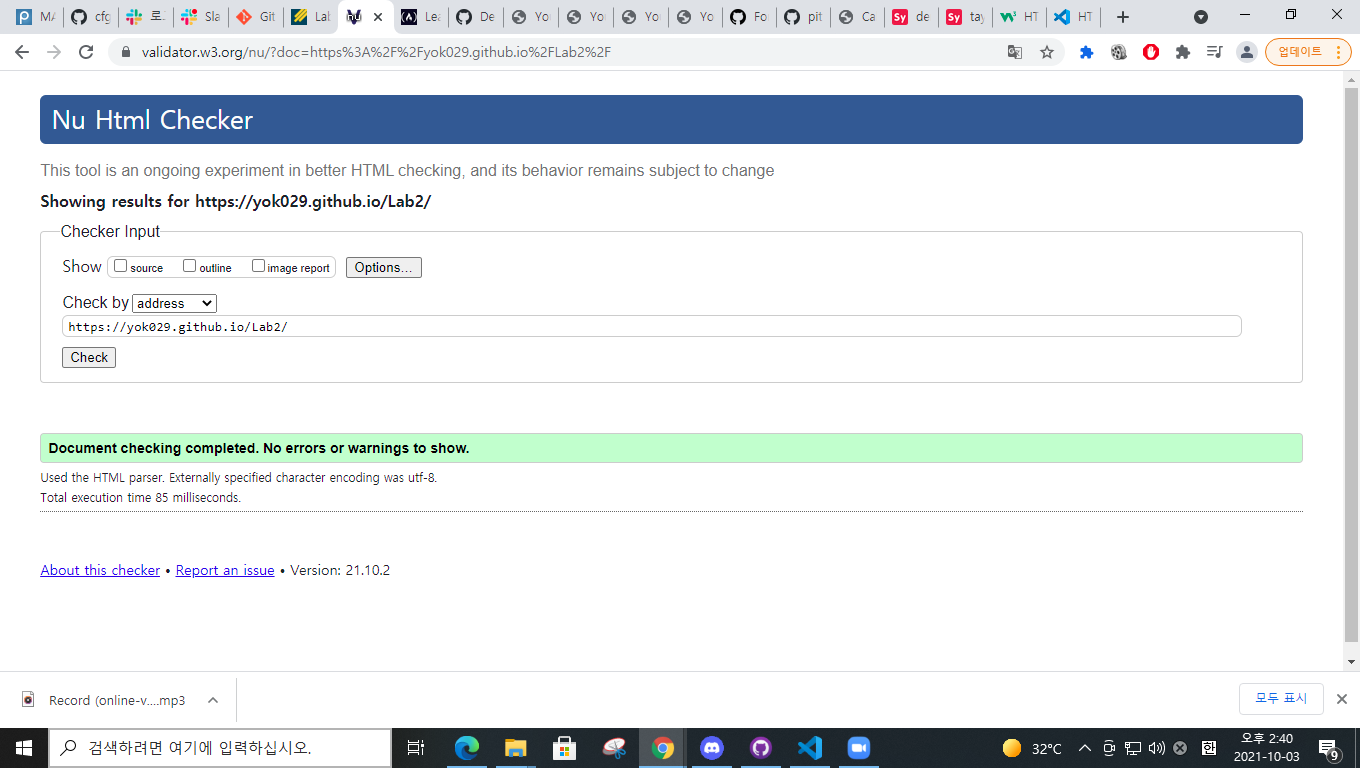 MA
cfg
로그
Sla
Git
Lab
Lea
De
You
You
You
You
Fo
pit
Ca
de
tay
HT
HT
validator.w3.org/nu/?doc=https%3A%2F%2Fyok029.github.io%2FLab2%2F
업데이트
Nu Html Checker
This tool is an ongoing experiment in better HTML checking, and its behavior remains subject to change
Showing results for https://yok029.github.io/Lab2/
Checker Input
Show source outline image report Options...
Check by address
https://yok029.github.io/Lab2/
Check
Document checking completed. No errors or warnings to show.
Used the HTML parser. Externally specified character encoding was utf-8.
Total execution time 85 milliseconds.
About this checker • Report an issue • Version: 21.10.2
Record (online-v....mp3
모두 표시
검색하려면 여기에 입력하십시오.
32°C
한
오후 2:40
2021-10-03
9